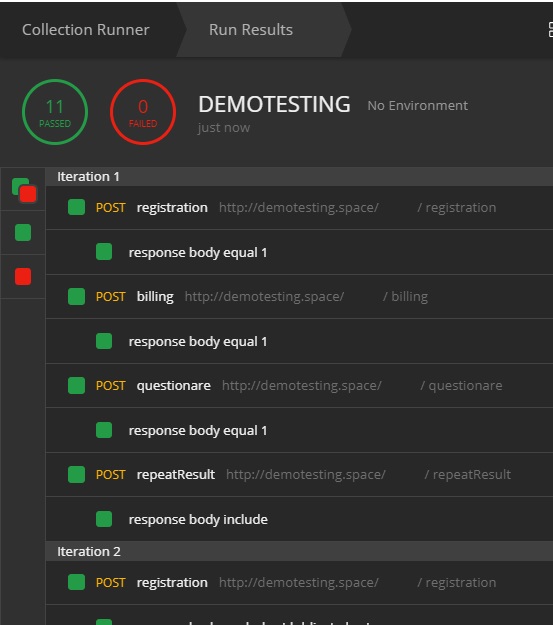 Collection Runner Run Results
11
PASSED
0
FAILED
DEMOTESTING No Environment
just now
Iteration 1
POST registration http://demotesting.space/ / registration
response body equal 1
POST billing http://demotesting.space/ / billing
response body equal 1
POST questionare http://demotesting.space/ / questionare
response body equal 1
POST repeatResult http://demotesting.space/ / repeatResult
response body include
Iteration 2
POST registration http://demotesting.space/ / registration